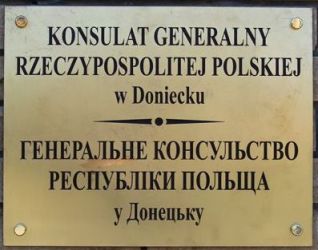 KONSULAT GENERALNY
RZECZYPOSPOLITEJ POLSKIEJ
w Doniecku
ГЕНЕРАЛЬНЕ КОНСУЛЬСТВО
РЕСПУБЛІКИ ПОЛЬЩА
у Донецьку